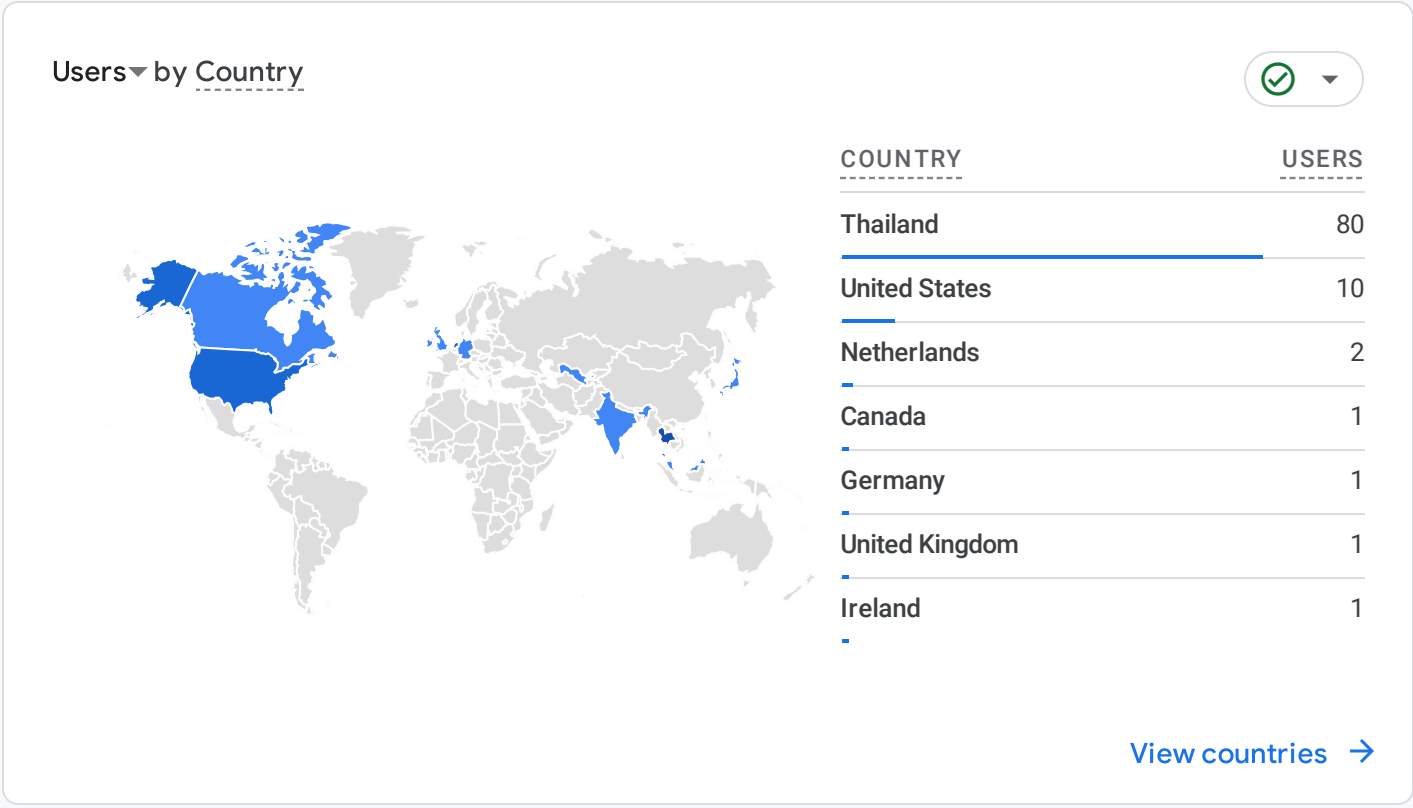 Users by Country
COUNTRY USERS
Thailand 80
United States 10
Netherlands 2
Canada 1
Germany 1
United Kingdom 1
Ireland 1
View countries